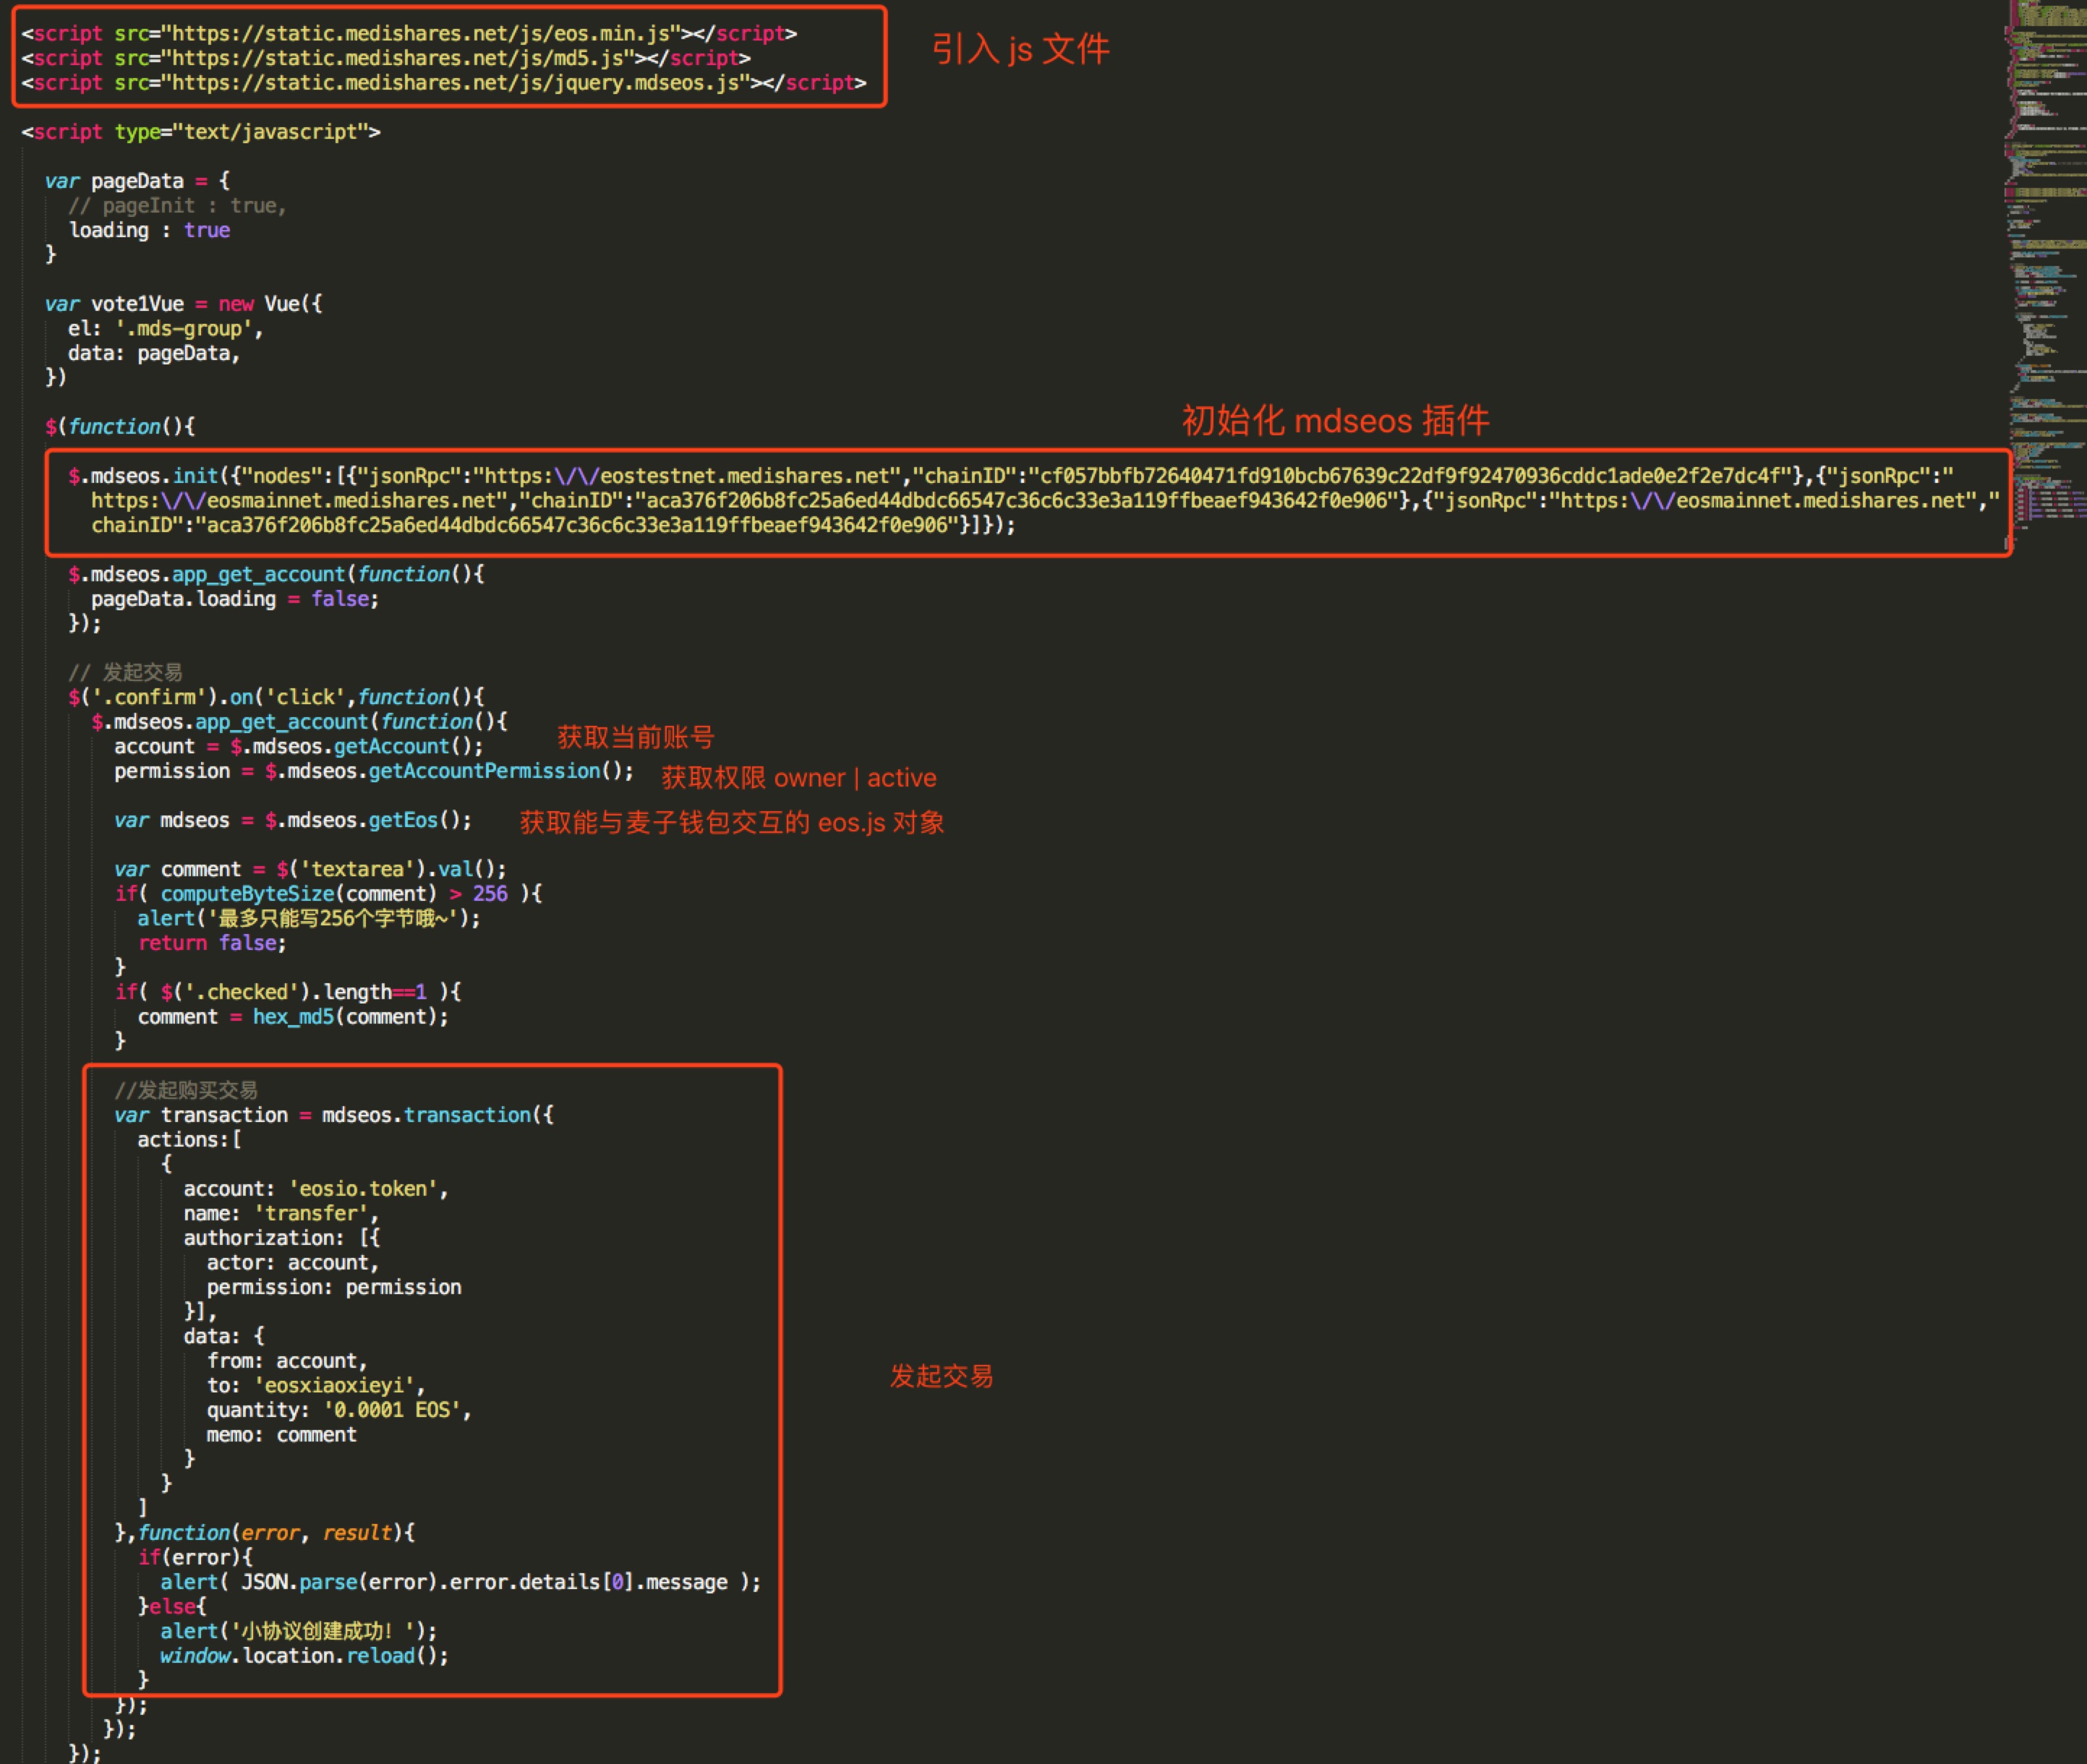 <script src="https://static.medishares.net/js/eos.min.js"></script>
引入 js 文件
<script src="https://static.medishares.net/js/md5.js"></script>
<script src="https://static.medishares.net/js/jquery.mdseos.js"></script>
<script type="text/javascript">
var pageData = {
// pageInit : true,
loading : true
}
var vote1Vue = new Vue({
el: '.mds-group',
data: pageData,
})
初始化 mdseos 插件
$(function(){
$.mdseos.init({"nodes":[{"jsonRpc":"https:\/\/eostestnet.medishares.net","chainID":"cf057bbfb72640471fd910bcb67639c22df9f92470936cddc1ade0e2f2e7dc4f"},{"jsonRpc":"
https:\/\/eosmainnet.medishares.net","chainID":"aca376f206b8fc25a6ed44dbdc66547c36c6c33e3a119ffbeaef943642f0e906"},{"jsonRpc":"https:\/\/eosmainnet.medishares.net","
chainID":"aca376f206b8fc25a6ed44dbdc66547c36c6c33e3a119ffbeaef943642f0e906"}]});
$.mdseos.app_get_account(function(){
pageData.loading = false;
});
// 发起交易
$('.confirm').on('click',function(){
$.mdseos.app_get_account(function(){
account = $.mdseos.getAccount();
获取当前账号
permission = $.mdseos.getAccountPermission();
获取权限 owner | active
var mdseos = $.mdseos.getEos();
获取能与麦子钱包交互的 eos.js 对象
var comment = $('textarea').val();
if( computeByteSize(comment) > 256 ){
alert('最多只能写256个字节哦~');
return false;
}
if( $('.checked').length==1 ){
comment = hex_md5(comment);
}
//发起购买交易
var transaction = mdseos.transaction({
actions:[
{
account: 'eosio.token',
name: 'transfer',
authorization: [{
actor: account,
permission: permission
}],
data: {
from: account,
to: 'eosxiaoxieyi',
发起交易
quantity: '0.0001 EOS',
memo: comment
}
}
]
},function(error, result){
if(error){
alert( JSON.parse(error).error.details[0].message );
}else{
alert('小协议创建成功! ');
window.location.reload();
}
});
});
});